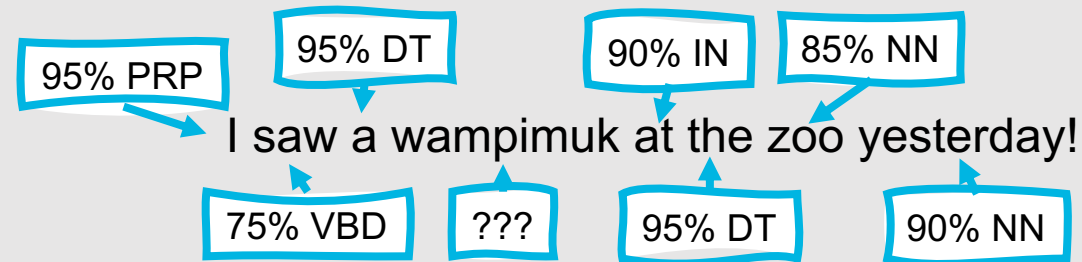 95% PRP
95% DT
90% IN
85% NN
I saw a wampimuk at the zoo yesterday!
75% VBD
???
95% DT
90% NN